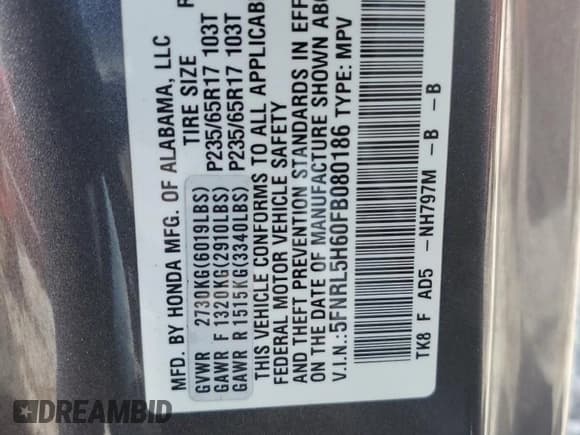 MFD. BY HONDA MFG. OF ALABAMA, LLC
TIRE SIZE
GVWR 2730KG(6019LBS)
GAWR F 1320KG(2910LBS) P235/65R17 103T
GAWR R 1515KG(3340LBS) P235/65R17 103T
THIS VEHICLE CONFORMS TO ALL APPLICAB
FEDERAL MOTOR VEHICLE SAFETY
AND THEFT PREVENTION STANDARDS IN EFF
ON THE DATE OF MANUFACTURE SHOWN ABO
V.I.N.:5FNRL5H60FB080186 TYPE: MPV
TK8 F AD5 -NH797M -B -B
DREAMBID